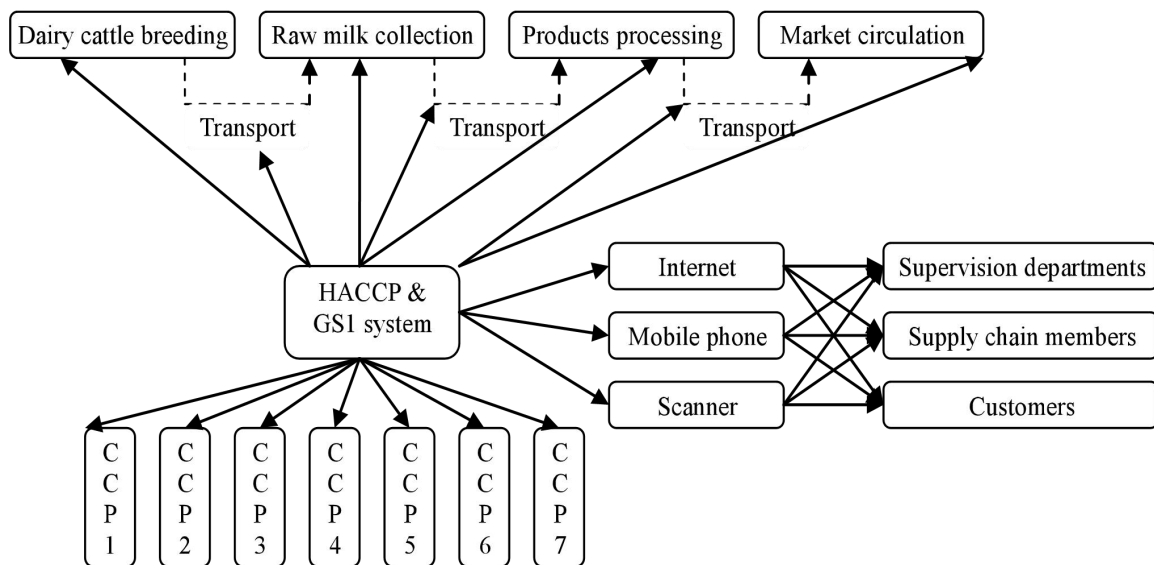 Dairy cattle breeding
Raw milk collection
Products processing
Market circulation
Transport
Transport
Transport
HACCP &
GS1 system
Internet
Mobile phone
Scanner
Supervision departments
Supply chain members
Customers
C
C
P
1
C
C
P
2
C
C
P
3
C
C
P
4
C
C
P
5
C
C
P
6
C
C
P
7